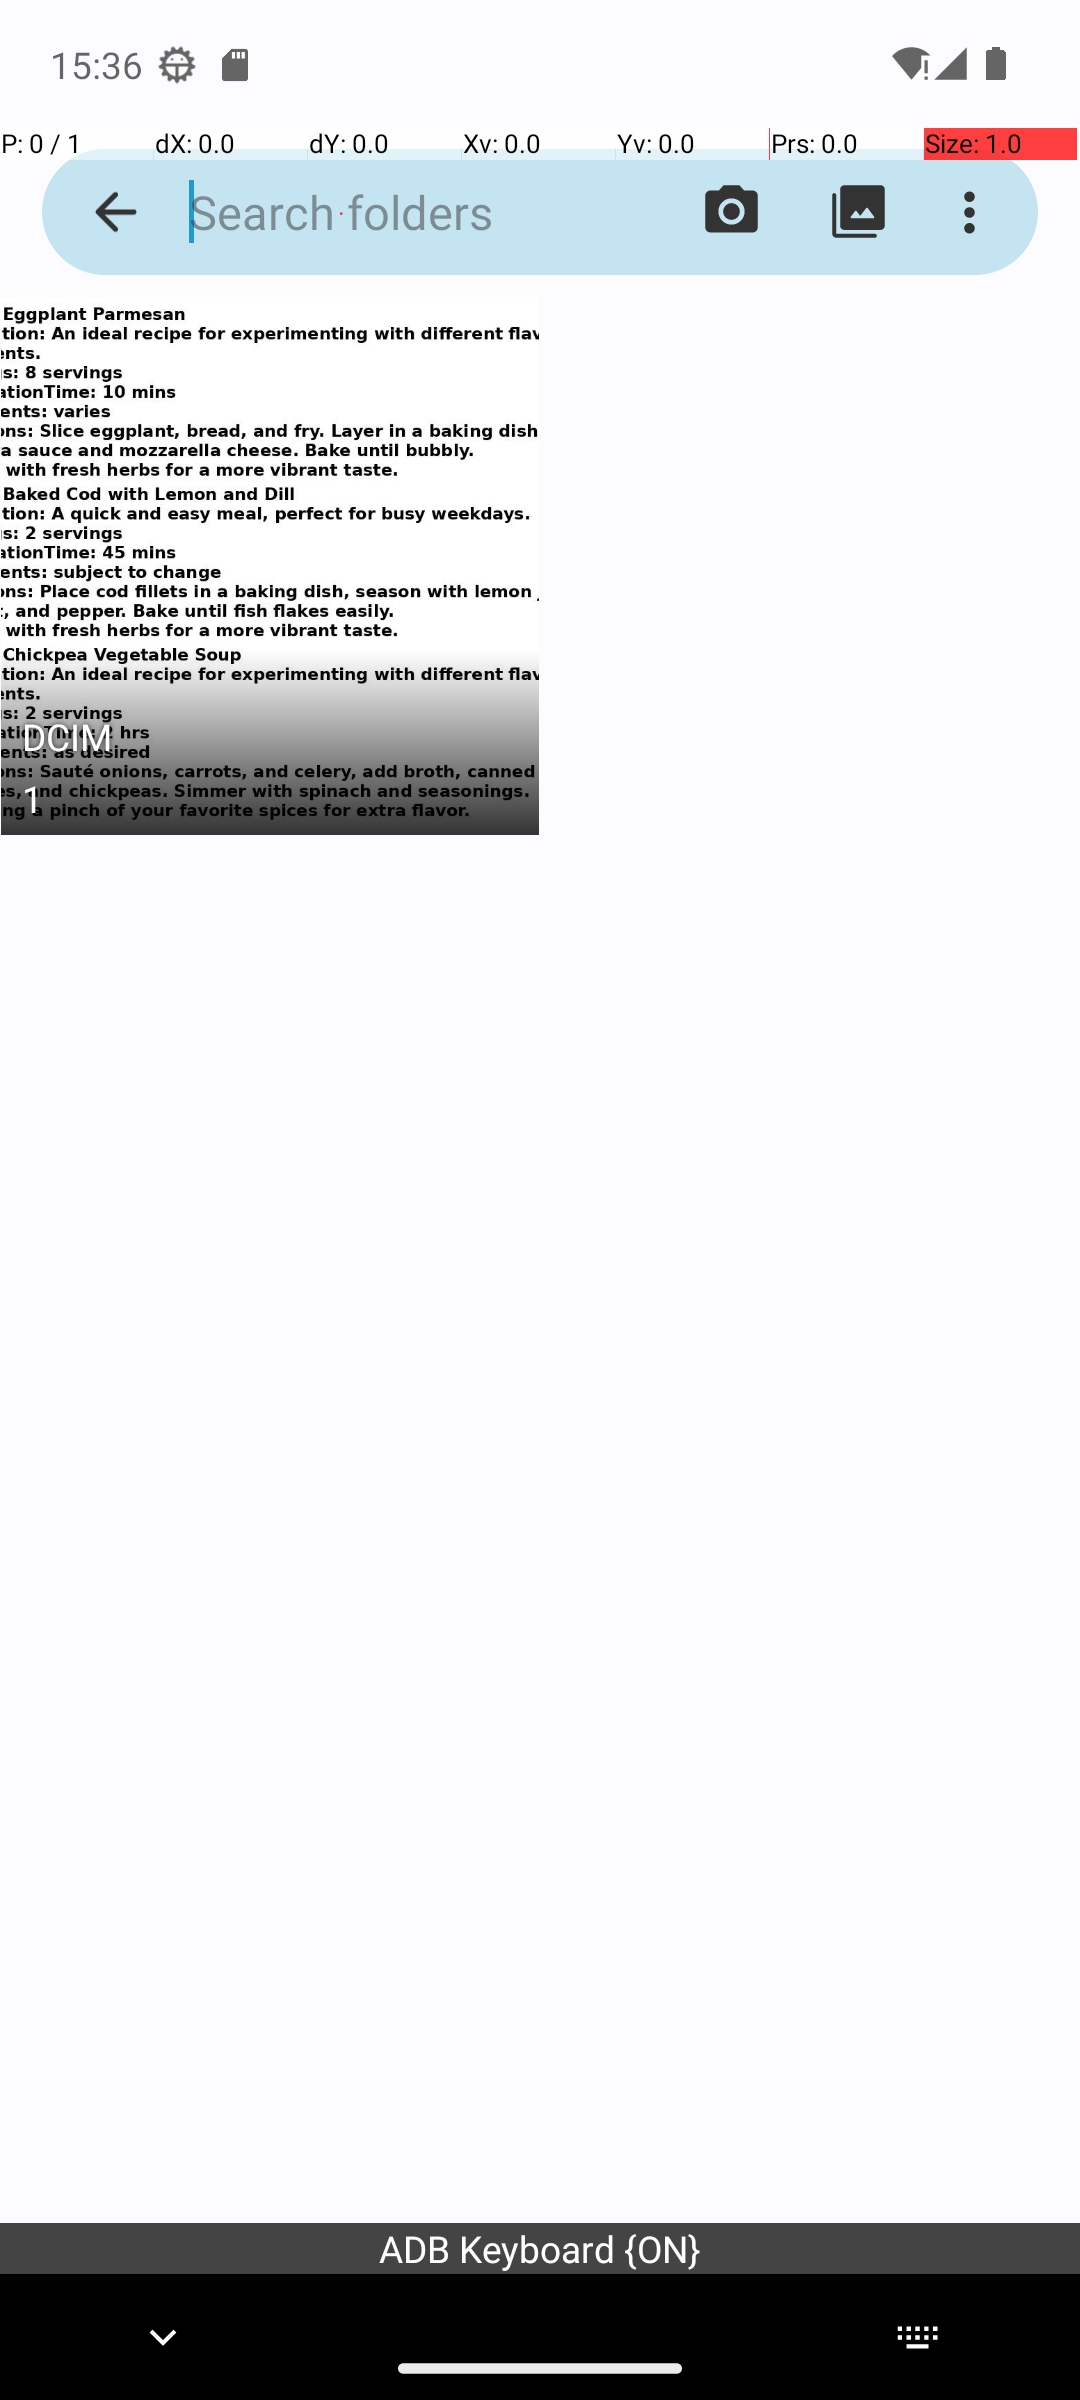 15:36
P: 0 / 1 dX: 0.0 dY: 0.0 Xv: 0.0 Yv: 0.0 Prs: 0.0 Size: 1.0
Search folders
Eggplant Parmesan
tion: An ideal recipe for experimenting with different flav
ents.
s: 8 servings
ationTime: 10 mins
ents: varies
ons: Slice eggplant, bread, and fry. Layer in a baking dish
a sauce and mozzarella cheese. Bake until bubbly.
with fresh herbs for a more vibrant taste.
Baked Cod with Lemon and Dill
tion: A quick and easy meal, perfect for busy weekdays.
s: 2 servings
ationTime: 45 mins
ents: subject to change
ons: Place cod fillets in a baking dish, season with lemon
, and pepper. Bake until fish flakes easily.
with fresh herbs for a more vibrant taste.
Chickpea Vegetable Soup
tion: An ideal recipe for experimenting with different flav
ents.
s: 2 servings
hrs
DCIM
ents: as desired
ons: Sauté onions, carrots, and celery, add broth, canned
es, and chickpeas. Simmer with spinach and seasonings.
1
ng a pinch of your favorite spices for extra flavor.
ADB Keyboard {ON}